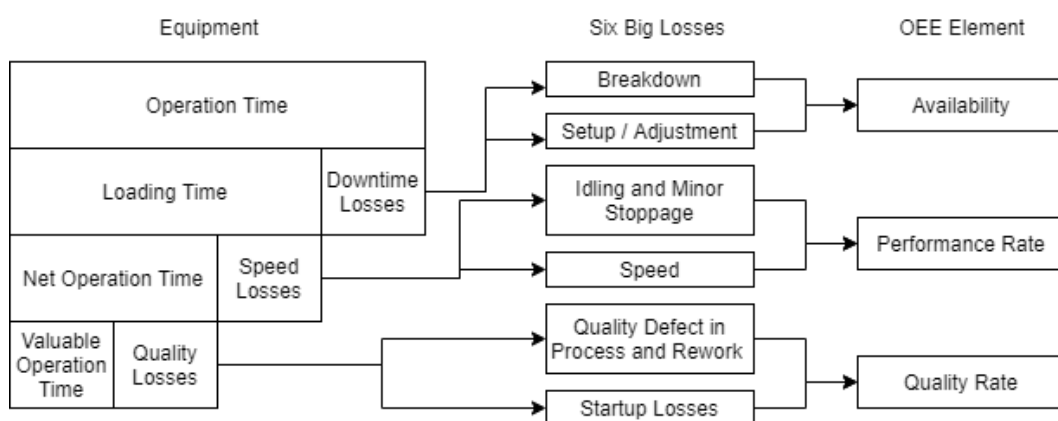 Equipment
Six Big Losses
OEE Element
Operation Time
Breakdown
Availability
Setup / Adjustment
Loading Time
Downtime
Losses
Idling and Minor
Stoppage
Performance Rate
Net Operation Time
Speed
Losses
Speed
Valuable
Operation
Time
Quality
Losses
Quality Defect in
Process and Rework
Quality Rate
Startup Losses